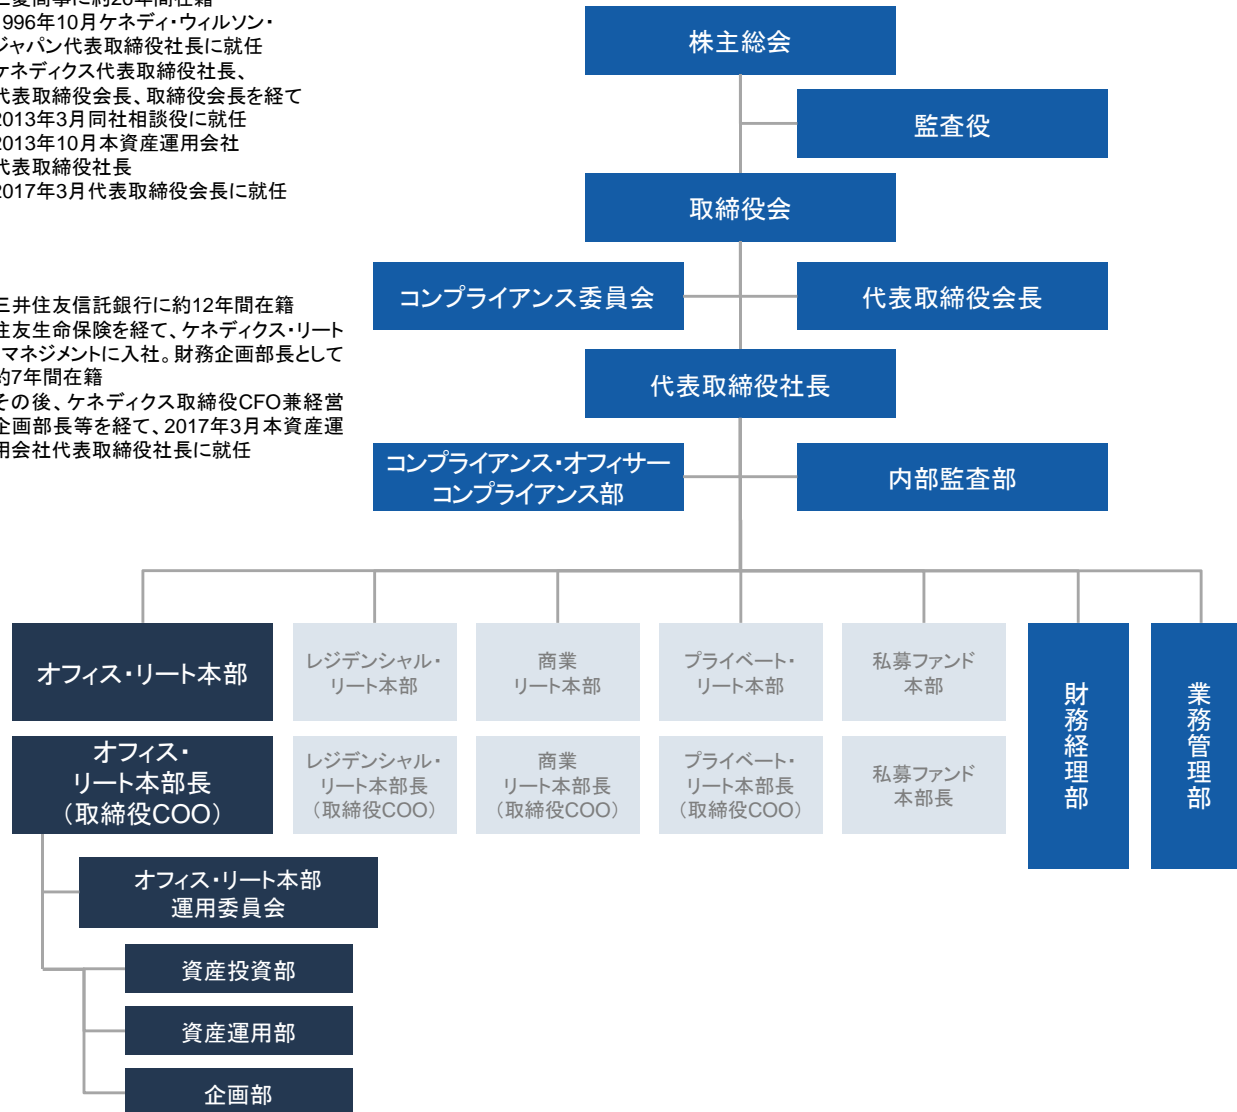 三菱商事に約20年間在籍
1996年10月ケネディ・ウィルソン・
ジャパン代表取締役社長に就任
ケネディクス代表取締役社長、
代表取締役会長、取締役会長を経て
2013年3月同社相談役に就任
2013年10月本資産運用会社
代表取締役社長
2017年3月代表取締役会長に就任
三井住友信託銀行に約12年間在籍
住友生命保険を経て、ケネディクス・リート
・マネジメントに入社。財務企画部長として
約7年間在籍
その後、ケネディクス取締役CFO兼経営
企画部長等を経て、2017年3月本資産運
用会社代表取締役社長に就任
株主総会
監査役
取締役会
コンプライアンス委員会
代表取締役会長
代表取締役社長
コンプライアンス・オフィサー
コンプライアンス部
内部監査部
オフィス・リート本部
レジデンシャル・
リート本部
商業
リート本部
プライベート・
リート本部
私募ファンド
本部
財務経理部
業務管理部
オフィス・
リート本部長
（取締役COO）
レジデンシャル・
リート本部長
（取締役COO）
商業
リート本部長
（取締役COO）
プライベート・
リート本部長
（取締役COO）
私募ファンド
本部長
オフィス・リート本部
運用委員会
資産投資部
資産運用部
企画部